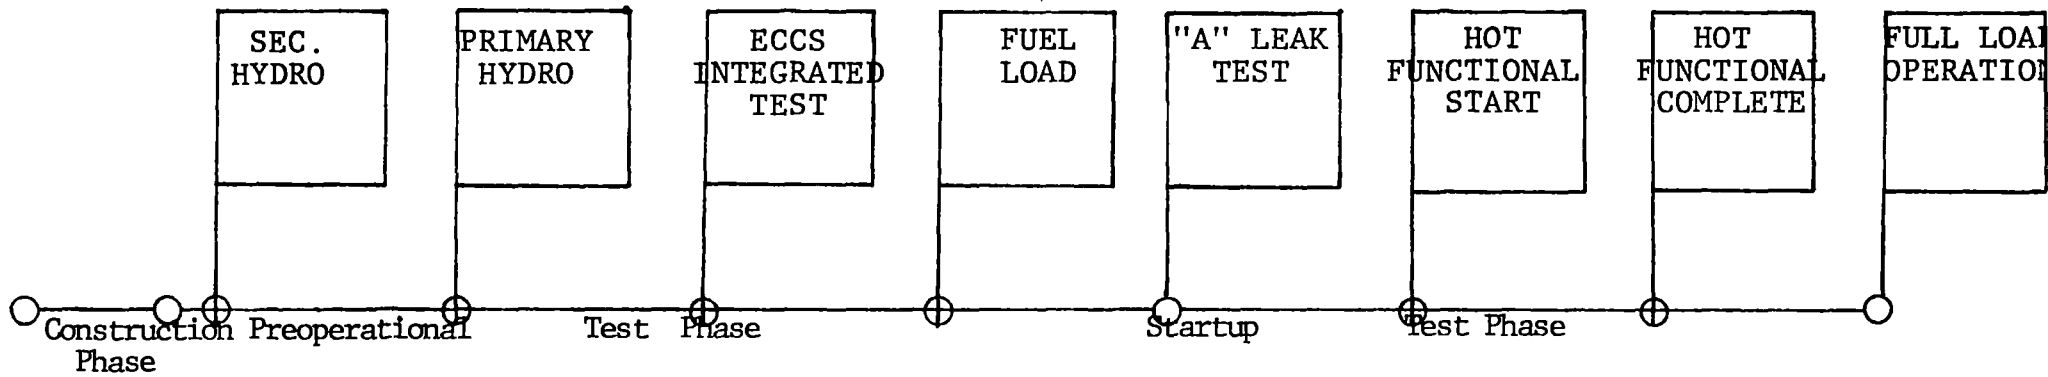 SEC.
HYDRO
PRIMARY
HYDRO
ECCS
INTEGRATED
TEST
FUEL
LOAD
"A" LEAK
TEST
HOT
FUNCTIONAL
START
HOT
FUNCTIONAL
COMPLETE
FULL LOAD
OPERATION
Construction Preoperational Test Phase Startup Test Phase
Phase